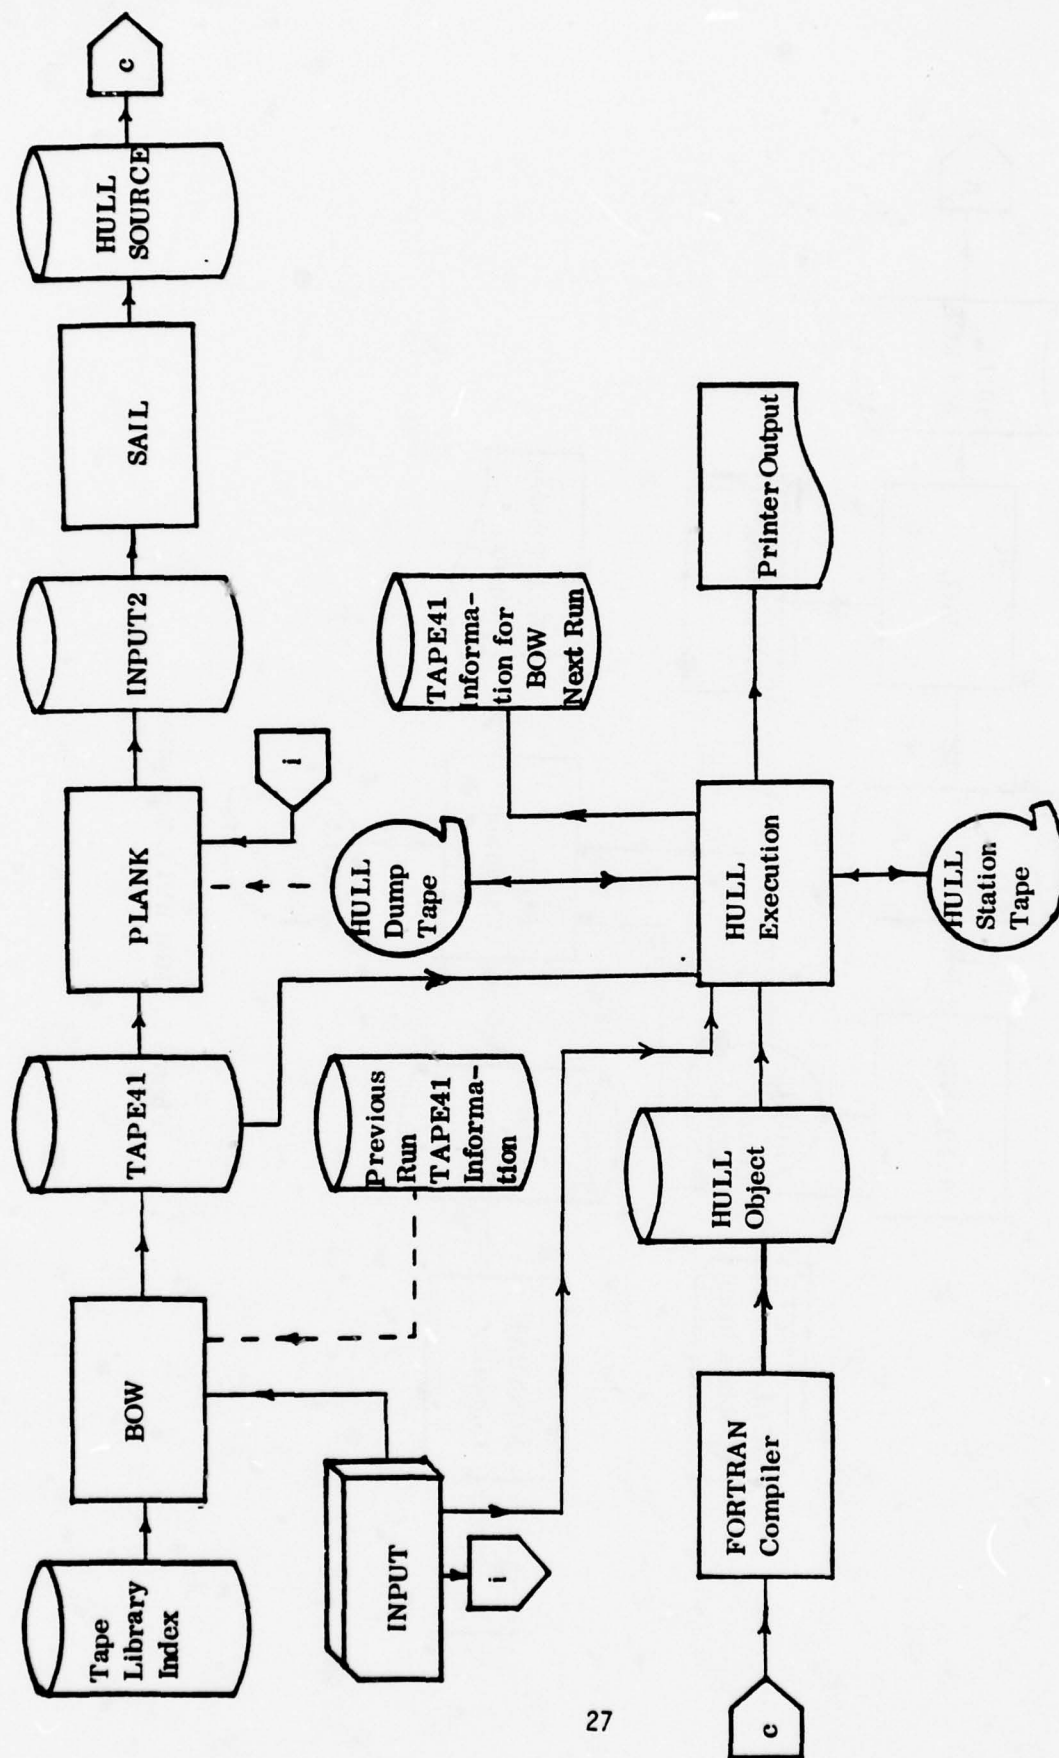 Tape
Library
Index
BOW
TAPE41
PLANK
INPUT2
SAIL
HULL
SOURCE
c
INPUT
i
Previous
Run
TAPE41
Informa-
tion
HULL
Dump
Tape
i
TAPE41
Informa-
tion for
BOW
Next Run
c
FORTRAN
Compiler
HULL
Object
HULL
Execution
Printer Output
HULL
Station
Tape
27